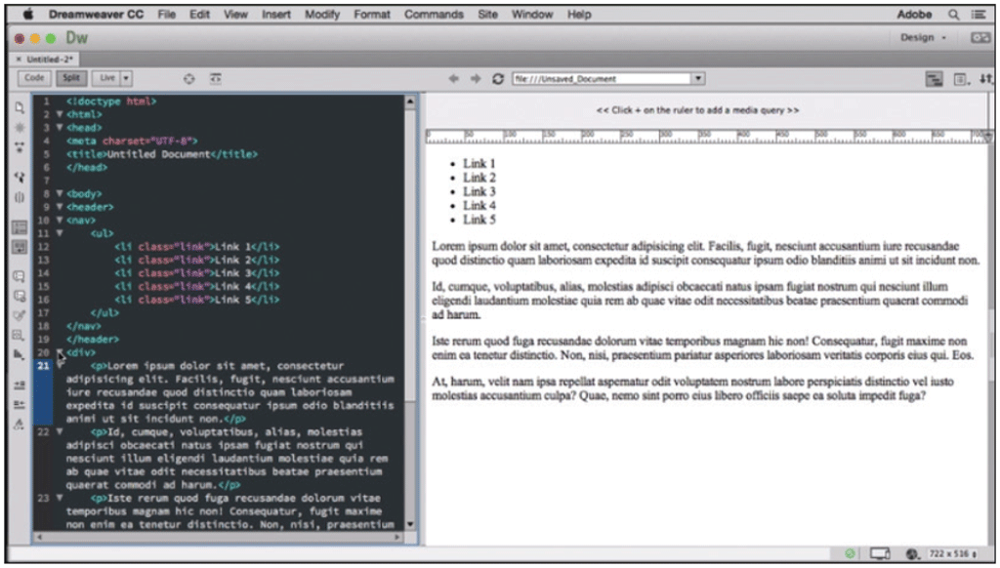 Dreamweaver CC File Edit View Insert Modify Format Commands Site Window Help Adobe
Dw Design
× Untitled-2*
Code Split Live file:///Unsaved_Document
<< Click + on the ruler to add a media query >>
0 50 100 150 200 250 300 350 400 450 500 550 600 650 700
1 <!doctype html>
2 <html>
3 <head>
4 <meta charset="UTF-8">
5 <title>Untitled Document</title>
6 </head>
7
8 <body>
9 <header>
10 <nav>
11 <ul>
12 <li class="link">Link 1</li>
13 <li class="link">Link 2</li>
14 <li class="link">Link 3</li>
15 <li class="link">Link 4</li>
16 <li class="link">Link 5</li>
17 </ul>
18 </nav>
19 </header>
20 <div>
21 <p>Lorem ipsum dolor sit amet, consectetur
adipisicing elit. Facilis, fugit, nesciunt accusantium
iure recusandae quod distinctio quam laboriosam
expedita id suscipit consequatur ipsum odio blanditiis
animi ut sit incidunt non.</p>
22 <p>Id, cumque, voluptatibus, alias, molestias
adipisci obcaecati natus ipsam fugiat nostrum qui
nesciunt illum eligendi laudantium molestiae quia rem
ab quae vitae odit necessitatibus beatae praesentium
quaerat commodi ad harum.</p>
23 <p>Iste rerum quod fuga recusandae dolorum vitae
temporibus magnam hic non! Consequatur, fugit maxime
non enim ea tenetur distinctio. Non, nisi, praesentium
• Link 1
• Link 2
• Link 3
• Link 4
• Link 5
Lorem ipsum dolor sit amet, consectetur adipisicing elit. Facilis, fugit, nesciunt accusantium iure recusandae
quod distinctio quam laboriosam expedita id suscipit consequatur ipsum odio blanditiis animi ut sit incidunt non.
Id, cumque, voluptatibus, alias, molestias adipisci obcaecati natus ipsam fugiat nostrum qui nesciunt illum
eligendi laudantium molestiae quia rem ab quae vitae odit necessitatibus beatae praesentium quaerat commodi
ad harum.
Iste rerum quod fuga recusandae dolorum vitae temporibus magnam hic non! Consequatur, fugit maxime non
enim ea tenetur distinctio. Non, nisi, praesentium pariatur asperiores laboriosam veritatis corporis eius qui. Eos.
At, harum, velit nam ipsa repellat aspernatur odit voluptatem nostrum labore perspiciatis distinctio vel iusto
molestias accusantium culpa? Quae, nemo sint porro eius libero officiis saepe ea soluta impedit fuga?
722 x 516